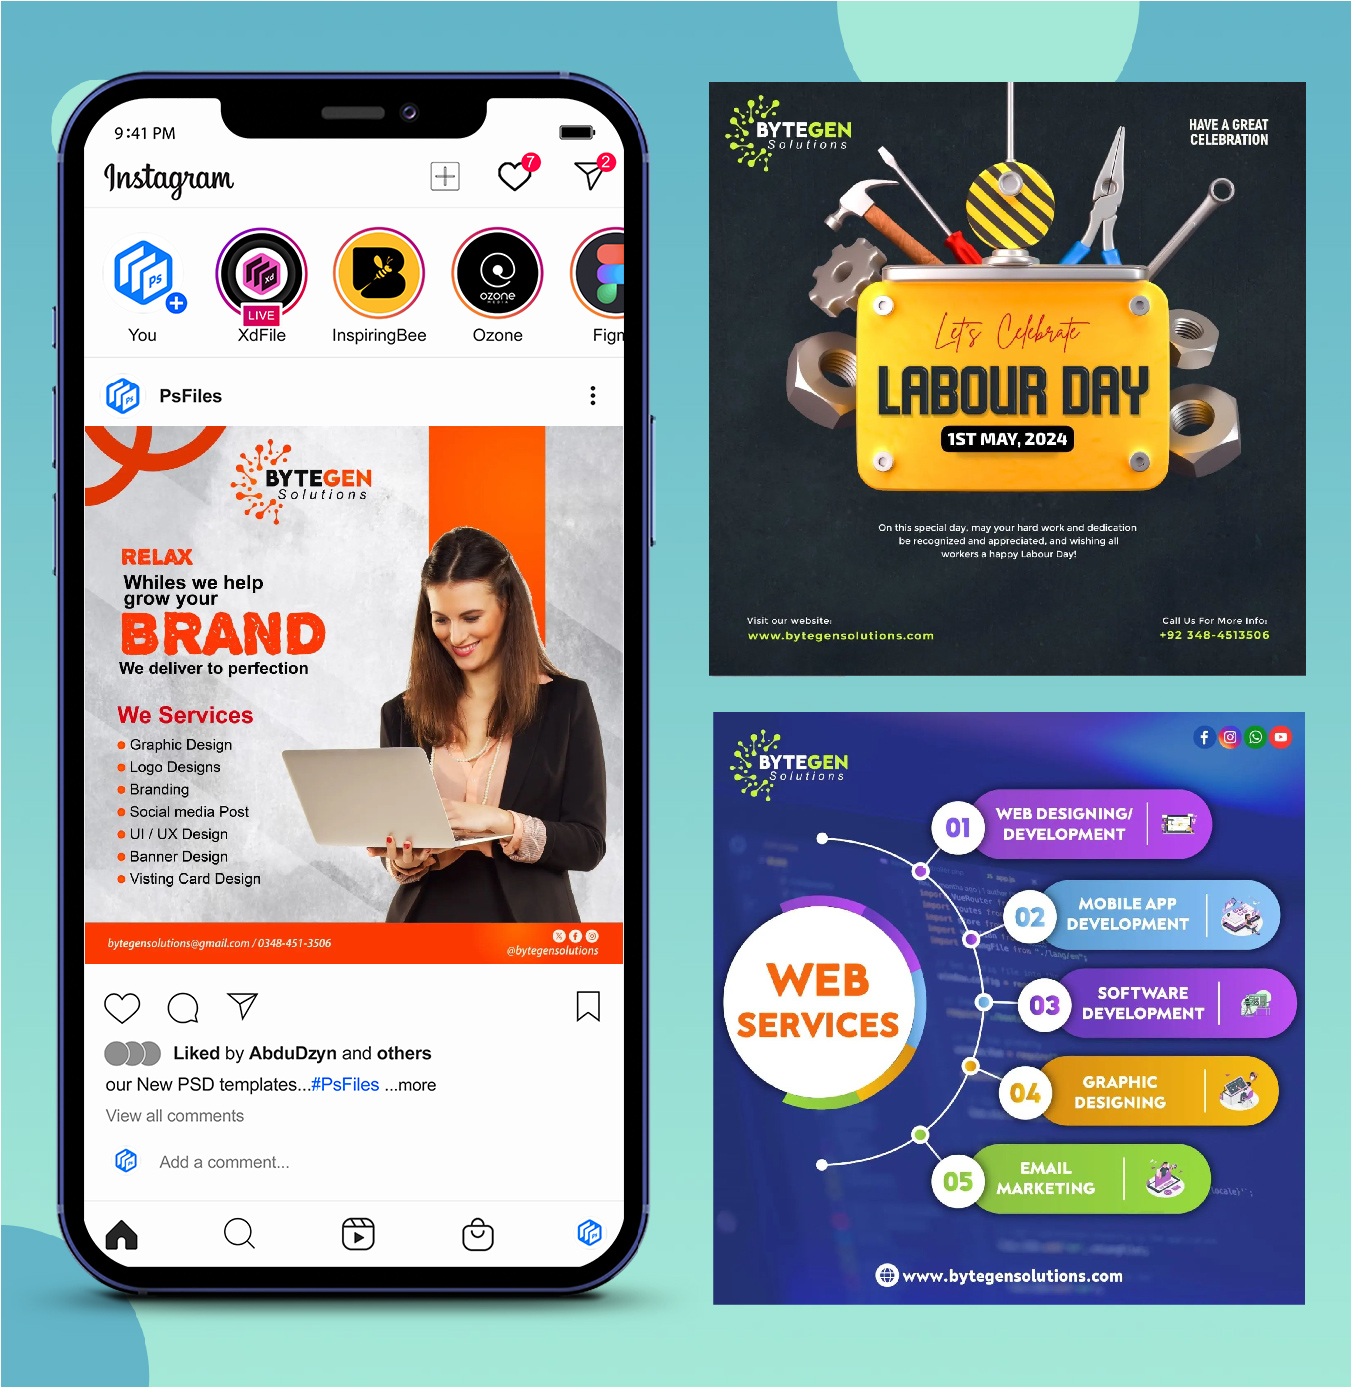 9:41 PM
Instagram
7
2
Ps
Xd
LIVE
B
ozone
MEDIA
You
XdFile
InspiringBee
Ozone
Figm
Ps
PsFiles
BYTEGEN
Solutions
RELAX
Whiles we help
grow your
BRAND
We deliver to perfection
We Services
Graphic Design
Logo Designs
Branding
Social media Post
UI / UX Design
Banner Design
Visting Card Design
bytegensolutions@gmail.com / 0348-451-3506
@bytegensolutions
Liked by AbduDzyn and others
our New PSD templates...#PsFiles ...more
View all comments
Add a comment...
BYTEGEN
Solutions
HAVE A GREAT
CELEBRATION
Let's Celebrate
LABOUR DAY
1ST MAY, 2024
On this special day, may your hard work and dedication
be recognized and appreciated, and wishing all
workers a happy Labour Day!
Visit our website:
www.bytegensolutions.com
Call Us For More Info:
+92 348-4513506
BYTEGEN
Solutions
WEB
SERVICES
01
WEB DESIGNING/
DEVELOPMENT
02
MOBILE APP
DEVELOPMENT
03
SOFTWARE
DEVELOPMENT
04
GRAPHIC
DESIGNING
05
EMAIL
MARKETING
www.bytegensolutions.com